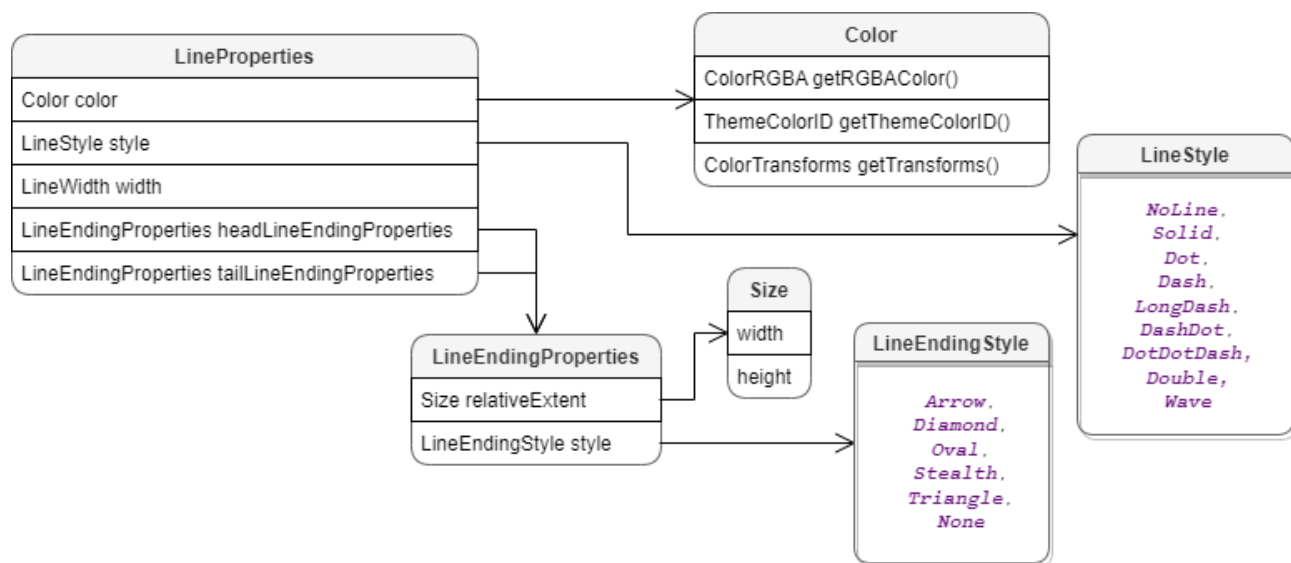 LineProperties
Color color
LineStyle style
LineWidth width
LineEndingProperties headLineEndingProperties
LineEndingProperties tailLineEndingProperties
Color
ColorRGBA getRGBAColor()
ThemeColorID getThemeColorID()
ColorTransforms getTransforms()
LineStyle
NoLine,
Solid,
Dot,
Dash,
LongDash,
DashDot,
DotDotDash,
Double,
Wave
LineEndingProperties
Size relativeExtent
LineEndingStyle style
Size
width
height
LineEndingStyle
Arrow,
Diamond,
Oval,
Stealth,
Triangle,
None